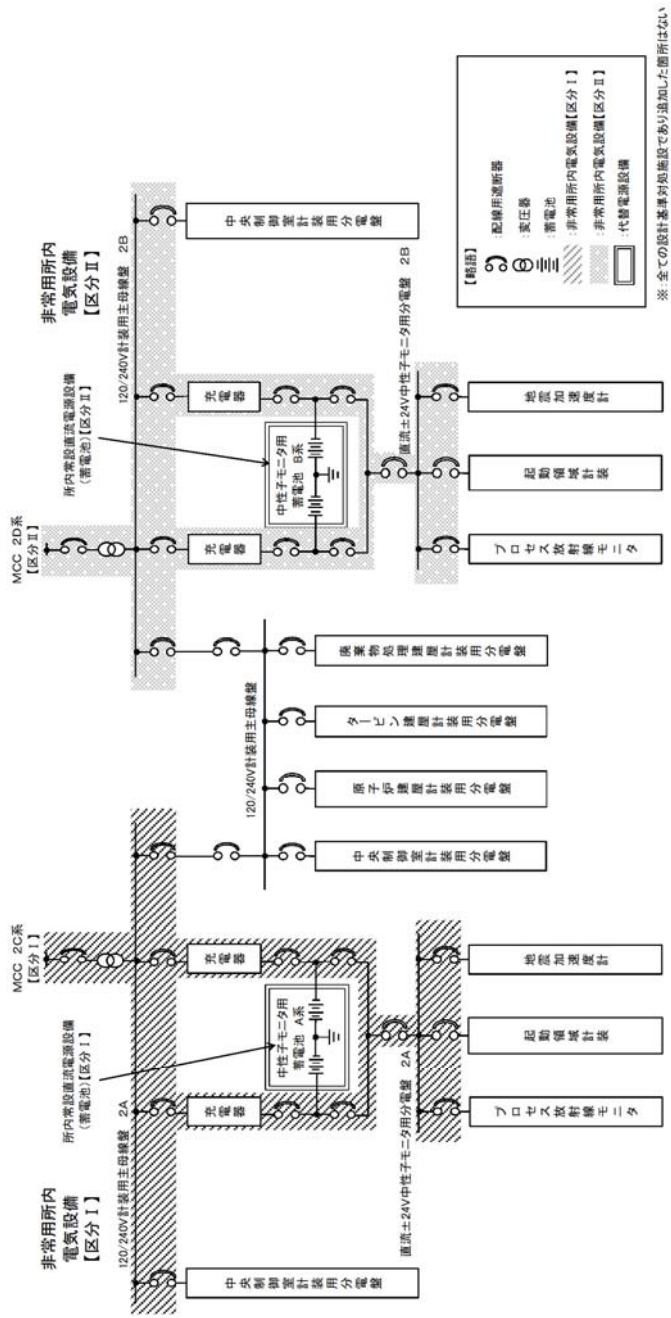 非常用所内
電気設備
【区分Ⅰ】
120/240V計装用主母線盤 2A
所内常設直流電源設備
(蓄電池)【区分Ⅰ】
MCC 2C系
【区分Ⅰ】
中央制御室計装用分電盤
充電器
充電器
中性子モニタ用
蓄電池 A系
直流±24V中性子モニタ用分電盤 2A
プロセス放射線モニタ
起動領域計装
地震加速度計
120/240V計装用主母線盤
中央制御室計装用分電盤
原子炉建屋計装用分電盤
タービン建屋計装用分電盤
廃棄物処理建屋計装用分電盤
MCC 2D系
【区分Ⅱ】
所内常設直流電源設備
(蓄電池)【区分Ⅱ】
非常用所内
電気設備
【区分Ⅱ】
120/240V計装用主母線盤 2B
充電器
充電器
中性子モニタ用
蓄電池 B系
中央制御室計装用分電盤
直流±24V中性子モニタ用分電盤 2B
プロセス放射線モニタ
起動領域計装
地震加速度計
【略語】
:配線用遮断器
:変圧器
:蓄電池
:非常用所内電気設備【区分Ⅰ】
:非常用所内電気設備【区分Ⅱ】
:代替電源設備
※:全ての設計基準対処施設であり追加した箇所はない